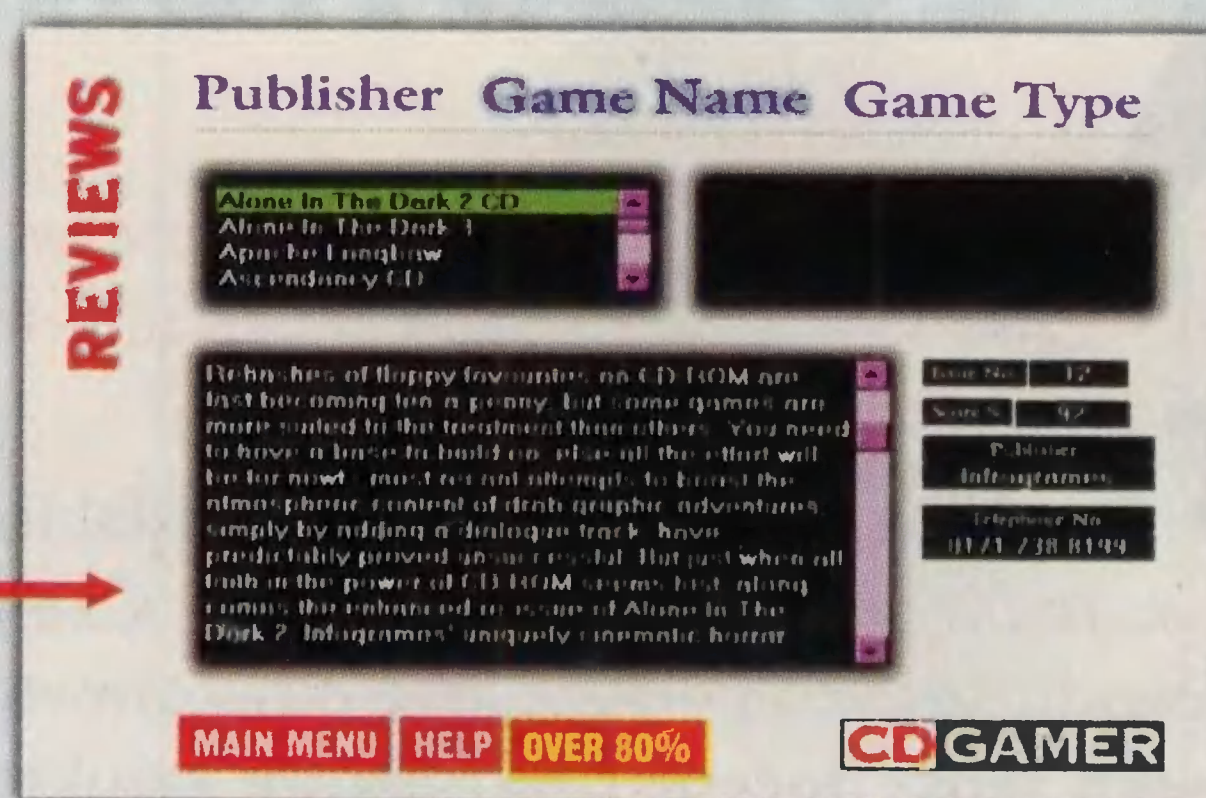 REVIEWS
Publisher Game Name Game Type
Alone In The Dark 2 CD
Alone In The Dark 3
Apache Longbow
Ascendancy CD
Rehashes of floppy favourites on CD ROM are
fast becoming ten a penny, but some games are
more suited to the treatment than others. You need
to have a base to build on, else all the effort will
be for nowt - most recent attempts to boost the
atmospheric content of drab graphic adventures,
simply by adding a dialogue track, have
predictably proved unsuccessful. But just when all
faith in the power of CD ROM seems lost, along
comes the enhanced re-issue of Alone In The
Dark 2. Infogrames' uniquely cinematic horror
Issue No 12
Score % 92
Publisher
Infrogrames
Telephone No
0171 738 8199
MAIN MENU HELP OVER 80%
CD GAMER